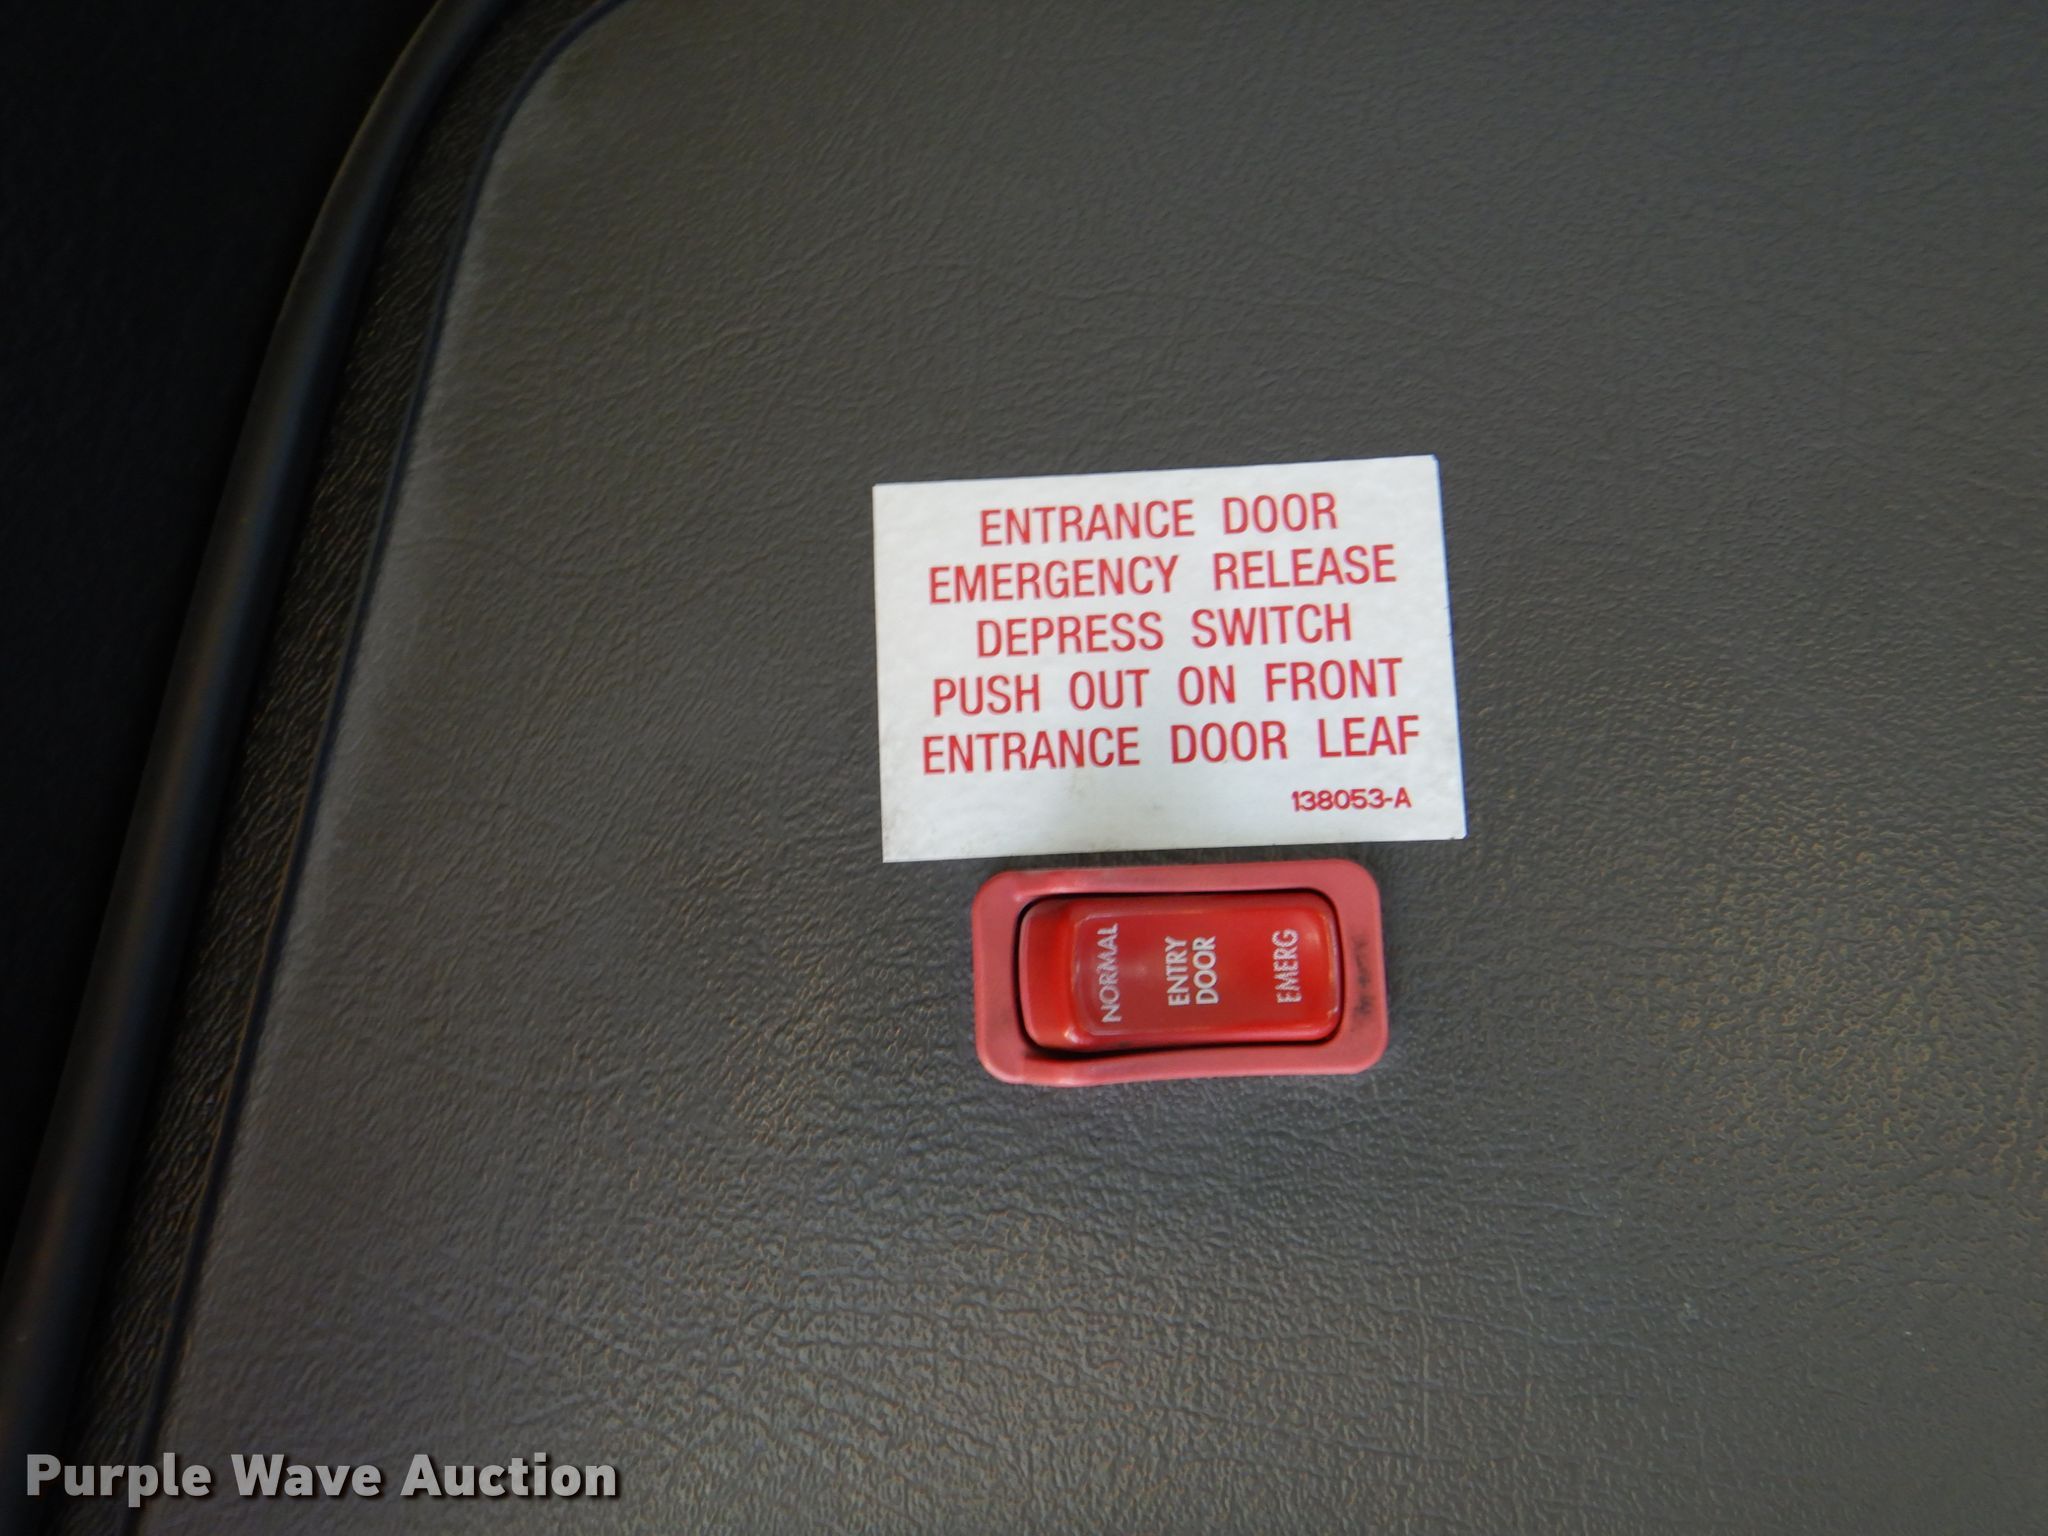 ENTRANCE DOOR
EMERGENCY RELEASE
DEPRESS SWITCH
PUSH OUT ON FRONT
ENTRANCE DOOR LEAF
138053-A
NORMAL
ENTRY
DOOR
EMERG
Purple Wave Auction